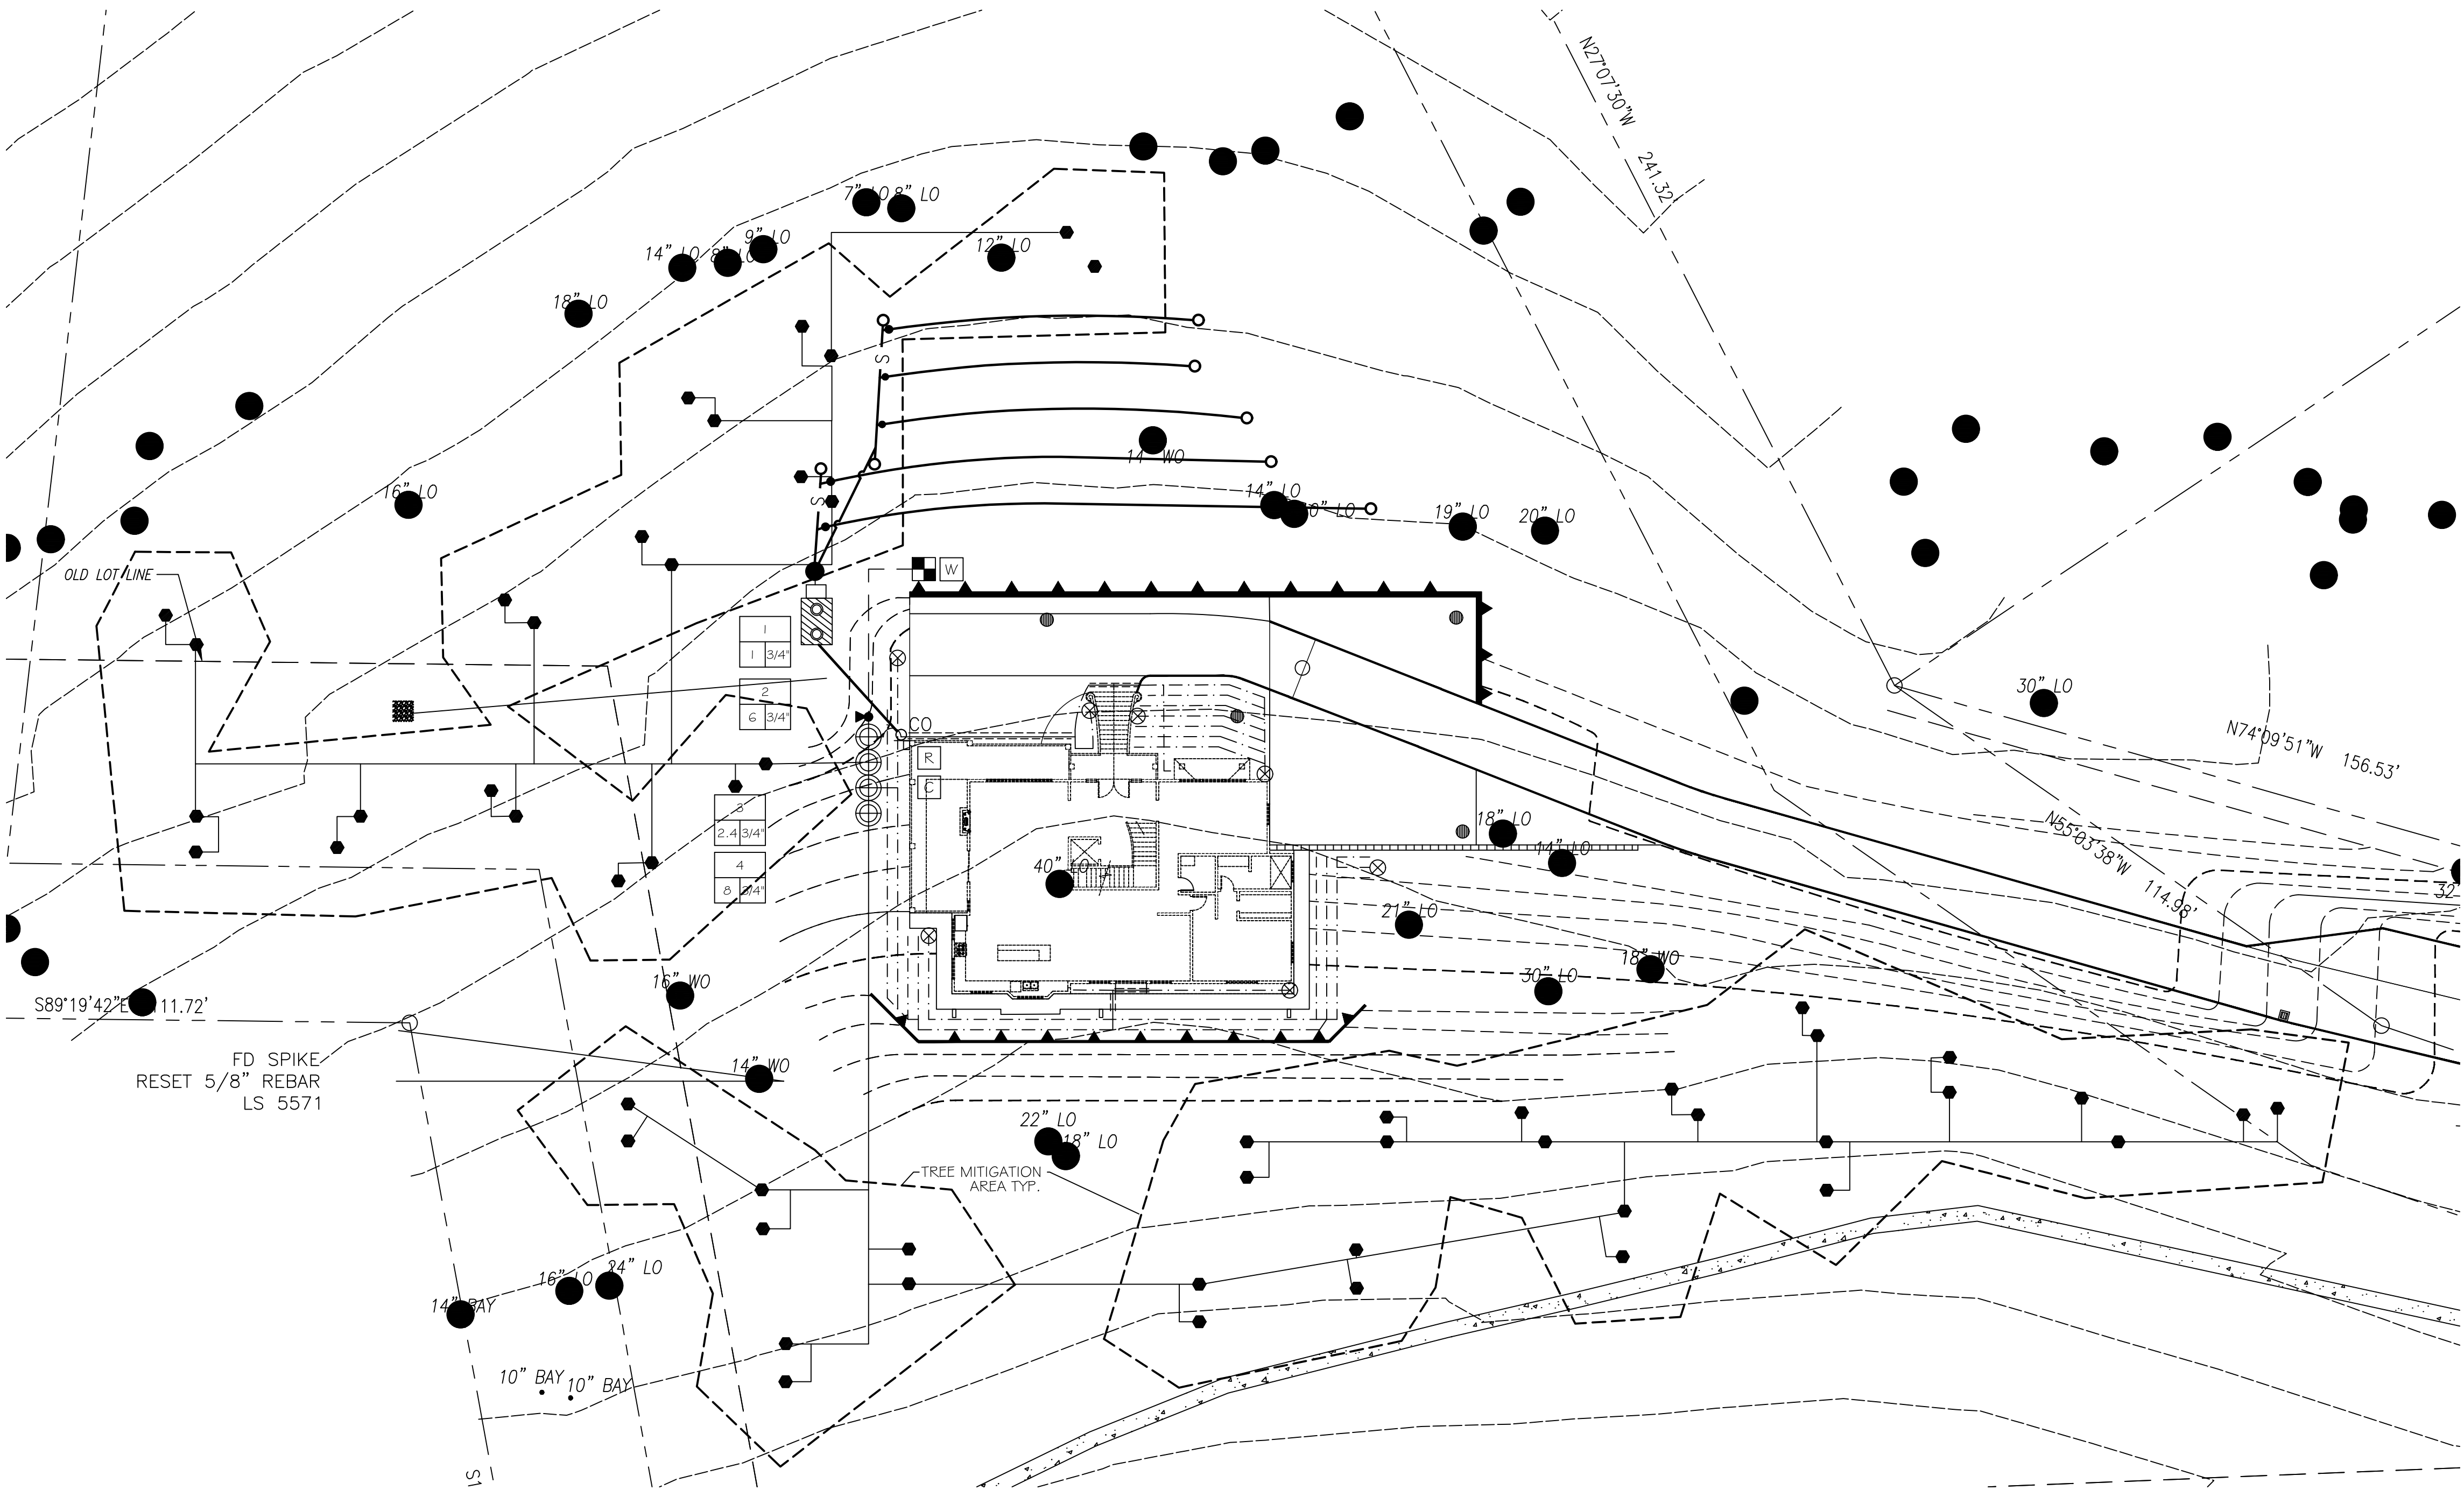 N27°07'30"W 241.32'
7" LO
8" LO
9" LO
14" LO
8" LO
12" LO
18" LO
S
14" WO
16" LO
S
14" LO
19" LO
20" LO
OLD LOT LINE
W
1
1 3/4"
2
6 3/4"
30" LO
N74°09'51"W 156.53'
CO
R
C
3
2.4 3/4"
4
8 3/4"
18" LO
14" LO
40" LO
N55°03'38"W 114.98'
32"
21" LO
16" WO
18" WO
30" LO
FD SPIKE
RESET 5/8" REBAR
LS 5571
14" WO
22" LO
18" LO
TREE MITIGATION
AREA TYP.
16" LO
24" LO
14" BAY
10" BAY
10" BAY
S1